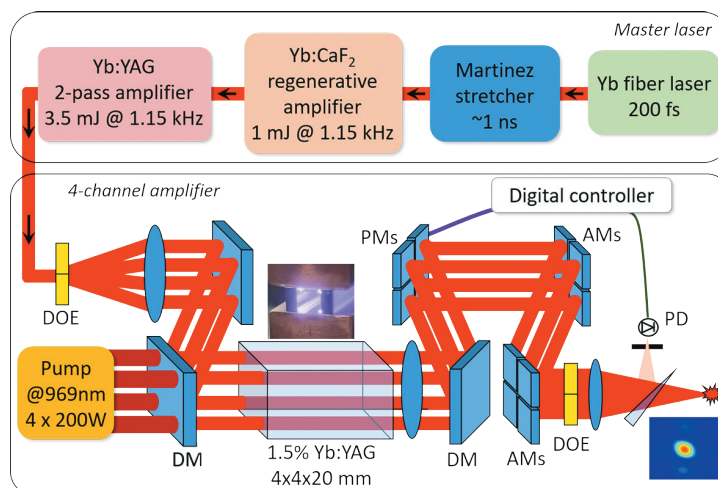 Master laser
Yb:YAG
2-pass amplifier
3.5 mJ @ 1.15 kHz
Yb:CaF₂
regenerative
amplifier
1 mJ @ 1.15 kHz
Martinez
stretcher
~1 ns
Yb fiber laser
200 fs
4-channel amplifier
Digital controller
PMs
AMs
DOE
PD
Pump
@969nm
4 x 200W
DM
1.5% Yb:YAG
4x4x20 mm
DM
AMs
DOE